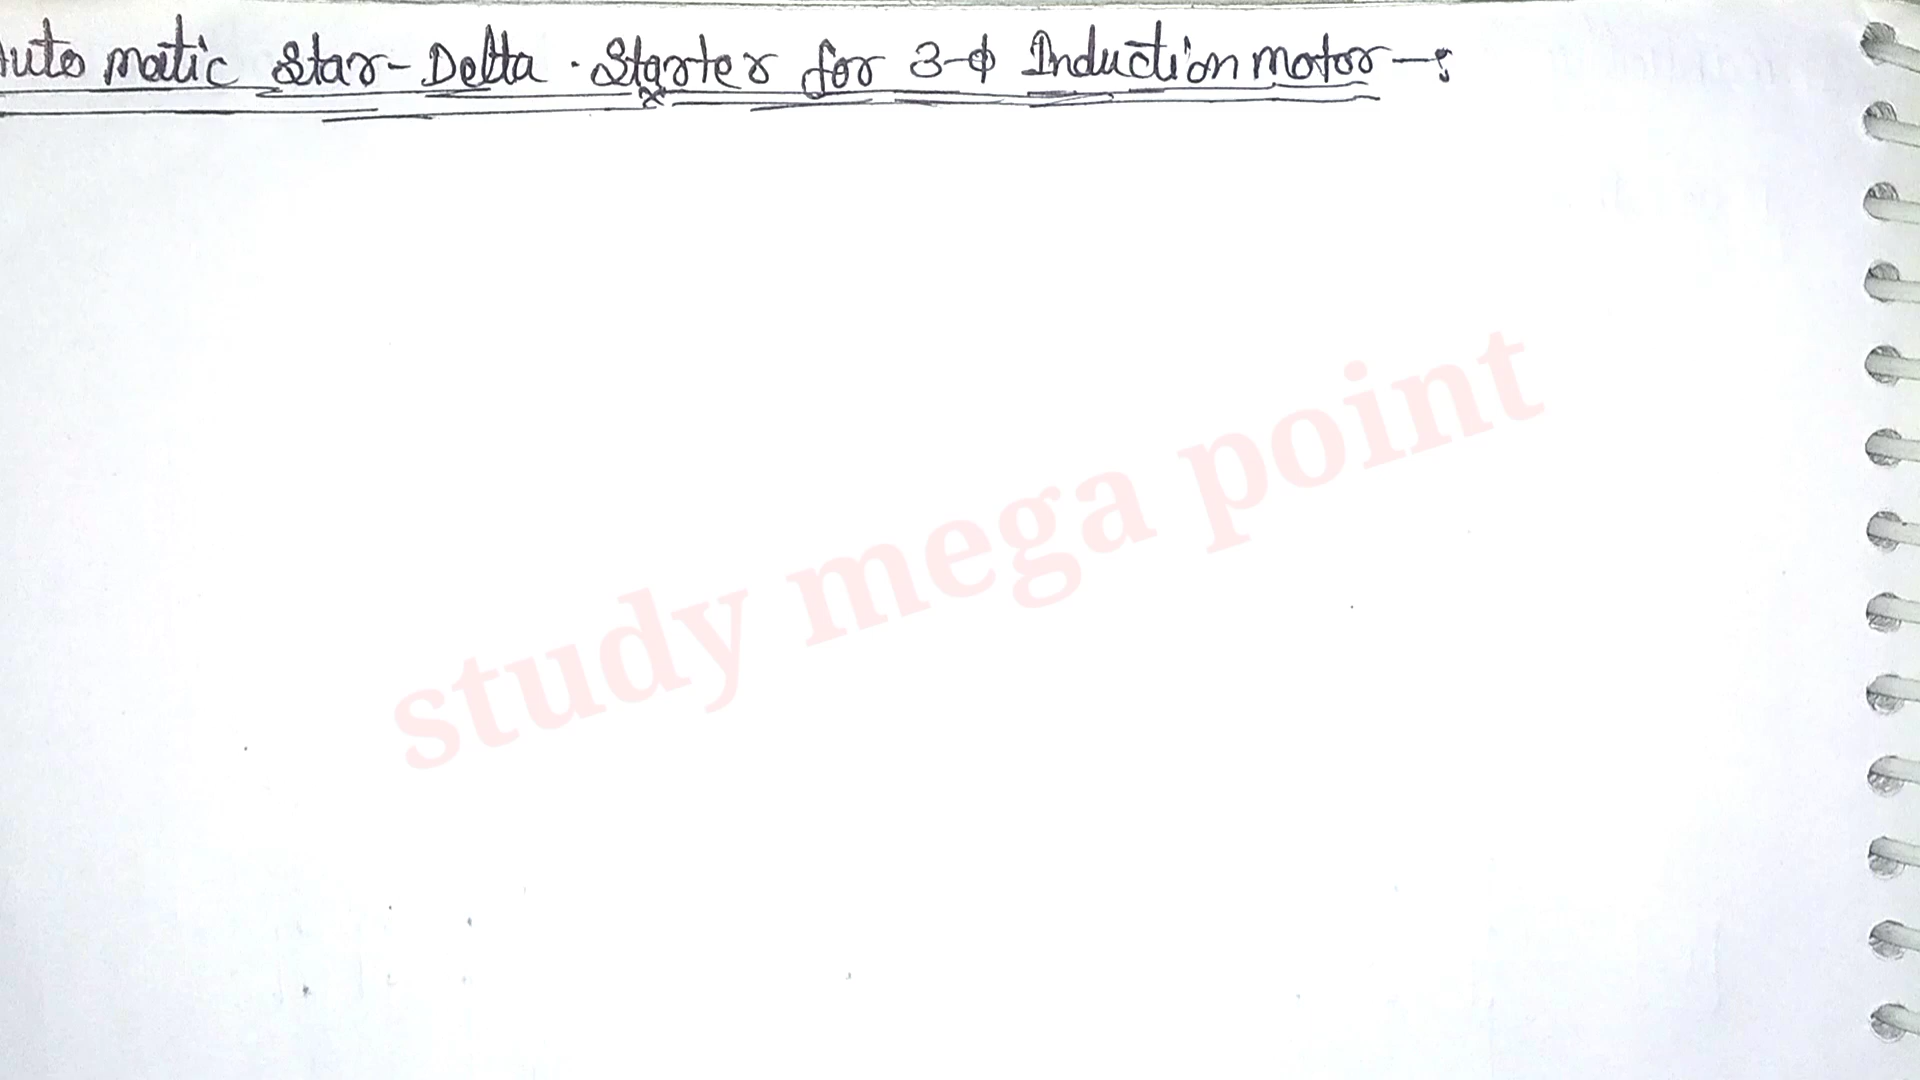 Automatic Star-Delta Starter for 3-ϕ Induction motor-:
study mega point